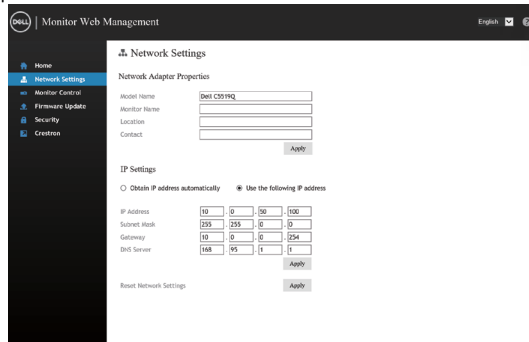 DELL | Monitor Web Management English
Home
Network Settings
Monitor Control
Firmware Update
Security
Crestron
Network Settings
Network Adapter Properties
Model Name Dell C5519Q
Monitor Name
Location
Contact
Apply
IP Settings
Obtain IP address automatically Use the following IP address
IP Address 10 . 0 . 50 . 100
Subnet Mask 255 . 255 . 0 . 0
Gateway 10 . 0 . 0 . 254
DNS Server 168 . 95 . 1 . 1
Apply
Reset Network Settings Apply